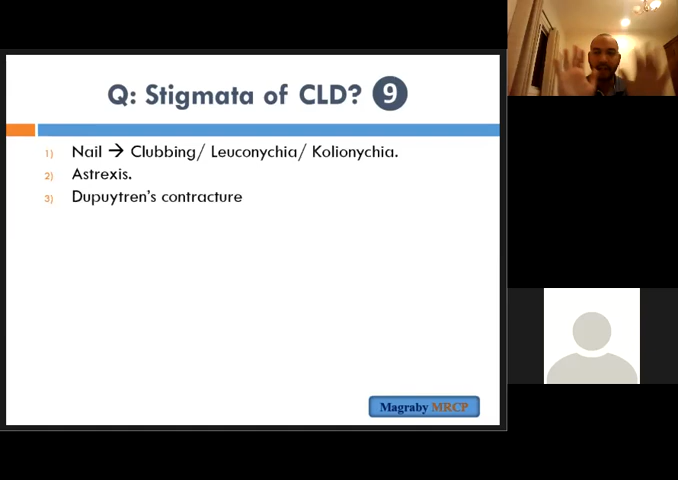 Q: Stigmata of CLD? 9
1) Nail → Clubbing/ Leuconychia/ Kolionychia.
2) Astrexis.
3) Dupuytren's contracture
Magraby MRCP